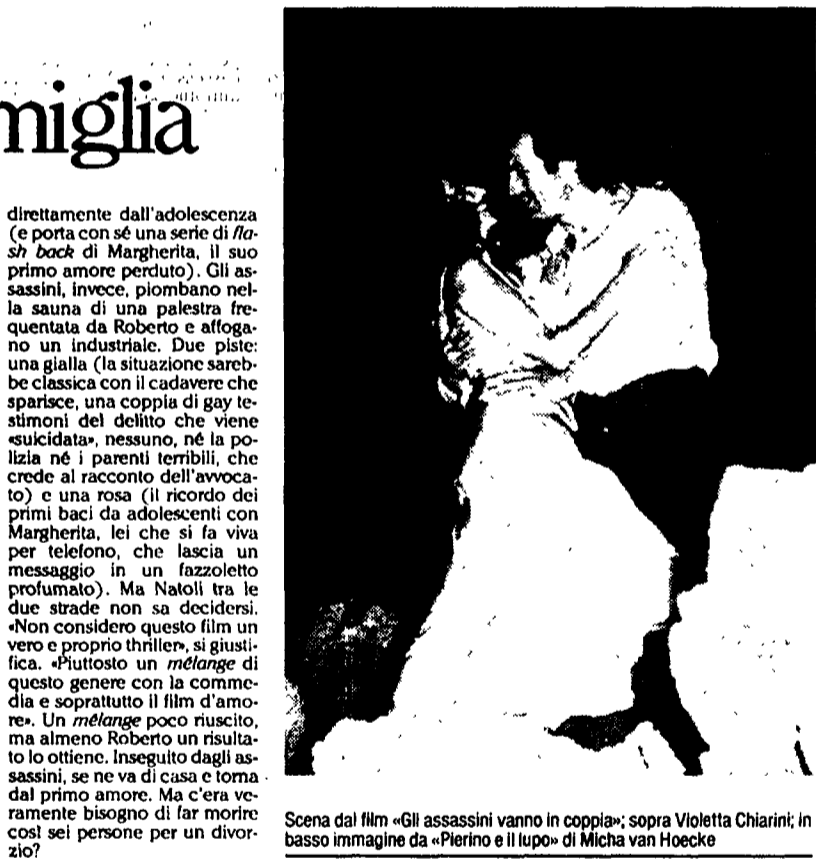 miglia
direttamente dall'adolescenza
(e porta con sé una serie di fla-
sh back di Margherita, il suo
primo amore perduto). Gli as-
sassini, invece, piombano nel-
la sauna di una palestra fre-
quentata da Roberto e affoga-
no un industriale. Due piste:
una gialla (la situazione sareb-
be classica con il cadavere che
sparisce, una coppia di gay te-
stimoni del delitto che viene
«suicidata», nessuno, né la po-
lizia né i parenti terribili, che
crede al racconto dell'avvoca-
to) e una rosa (il ricordo dei
primi baci da adolescenti con
Margherita, lei che si fa viva
per telefono, che lascia un
messaggio in un fazzoletto
profumato). Ma Natoli tra le
due strade non sa decidersi.
«Non considero questo film un
vero e proprio thriller», si giusti-
fica. «Piuttosto un mélange di
questo genere con la comme-
dia e soprattutto il film d'amo-
re». Un mélange poco riuscito,
ma almeno Roberto un risulta-
to lo ottiene. Inseguito dagli as-
sassini, se ne va di casa e torna
dal primo amore. Ma c'era ve-
ramente bisogno di far morire
così sei persone per un divor-
zio?
Scena dal film «Gli assassini vanno in coppia»; sopra Violetta Chiarini; in
basso immagine da «Pierino e il lupo» di Micha van Hoecke